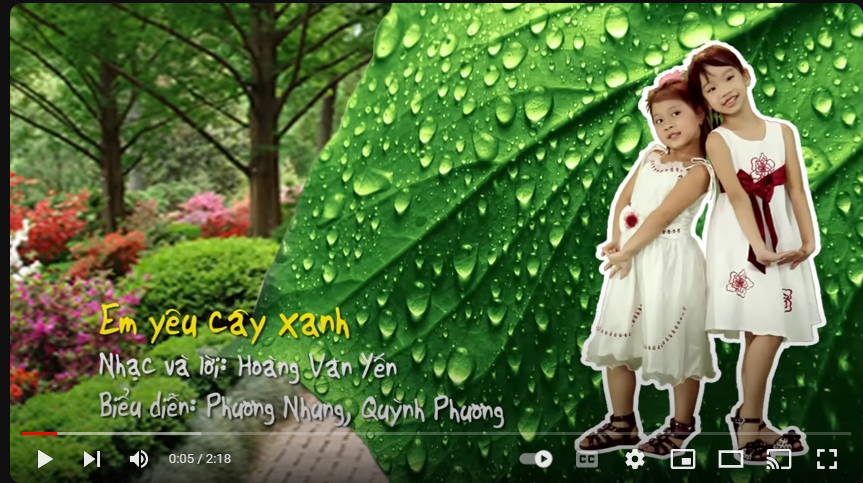 Em yêu cây xanh
Nhạc và lời: Hoàng Văn Yến
Biểu diễn: Phương Nhung, Quỳnh Phương
0:05 / 2:18
CC